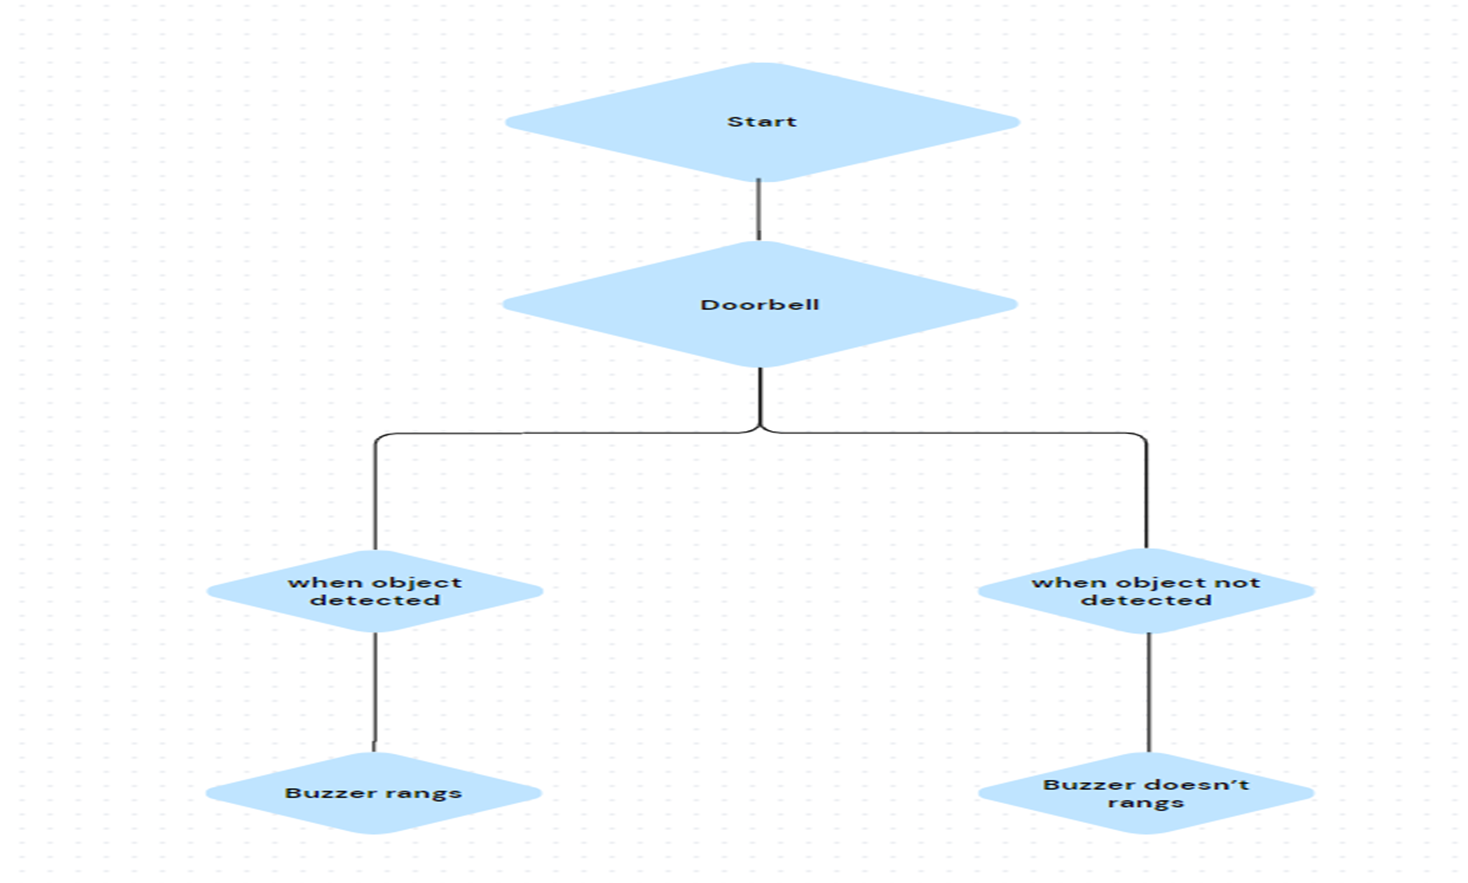 Start
Doorbell
when object
detected
when object not
detected
Buzzer rangs
Buzzer doesn't
rangs